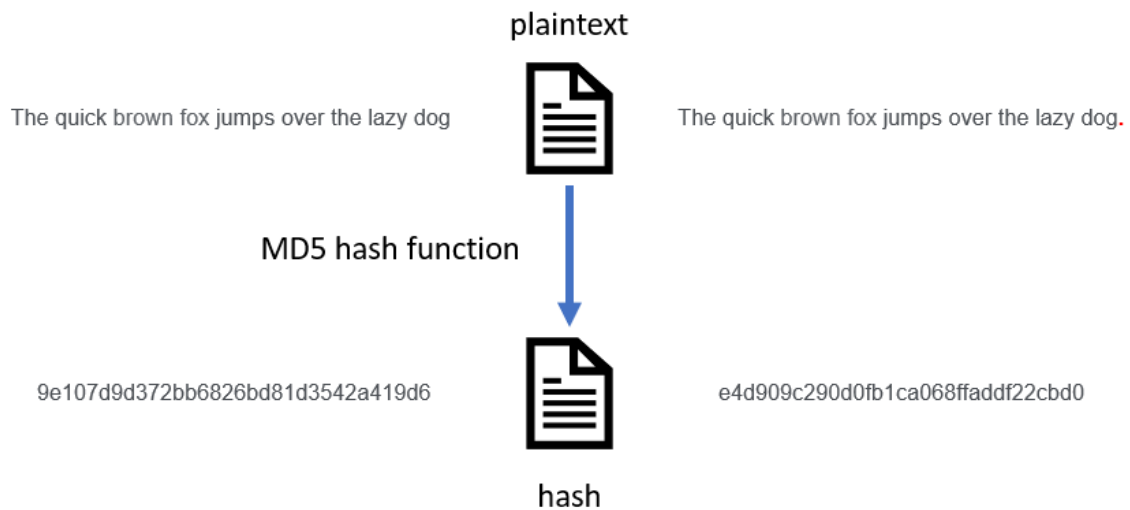 plaintext
The quick brown fox jumps over the lazy dog
The quick brown fox jumps over the lazy dog.
MD5 hash function
9e107d9d372bb6826bd81d3542a419d6
e4d909c290d0fb1ca068ffaddf22cbd0
hash